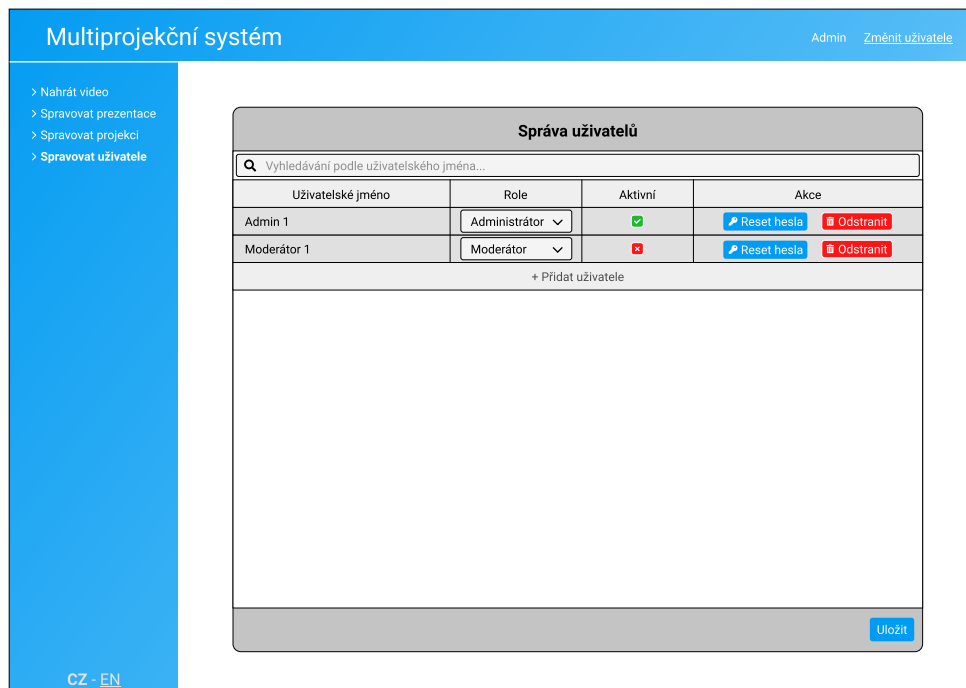 Multiprojekční systém
Admin Změnit uživatele
> Nahrát video
> Spravovat prezentace
> Spravovat projekci
> Spravovat uživatele
Správa uživatelů
Vyhledávání podle uživatelského jména...
Uživatelské jméno Role Aktivní Akce
Admin 1 Administrátor Reset hesla Odstranit
Moderátor 1 Moderátor Reset hesla Odstranit
+ Přidat uživatele
Uložit
CZ - EN